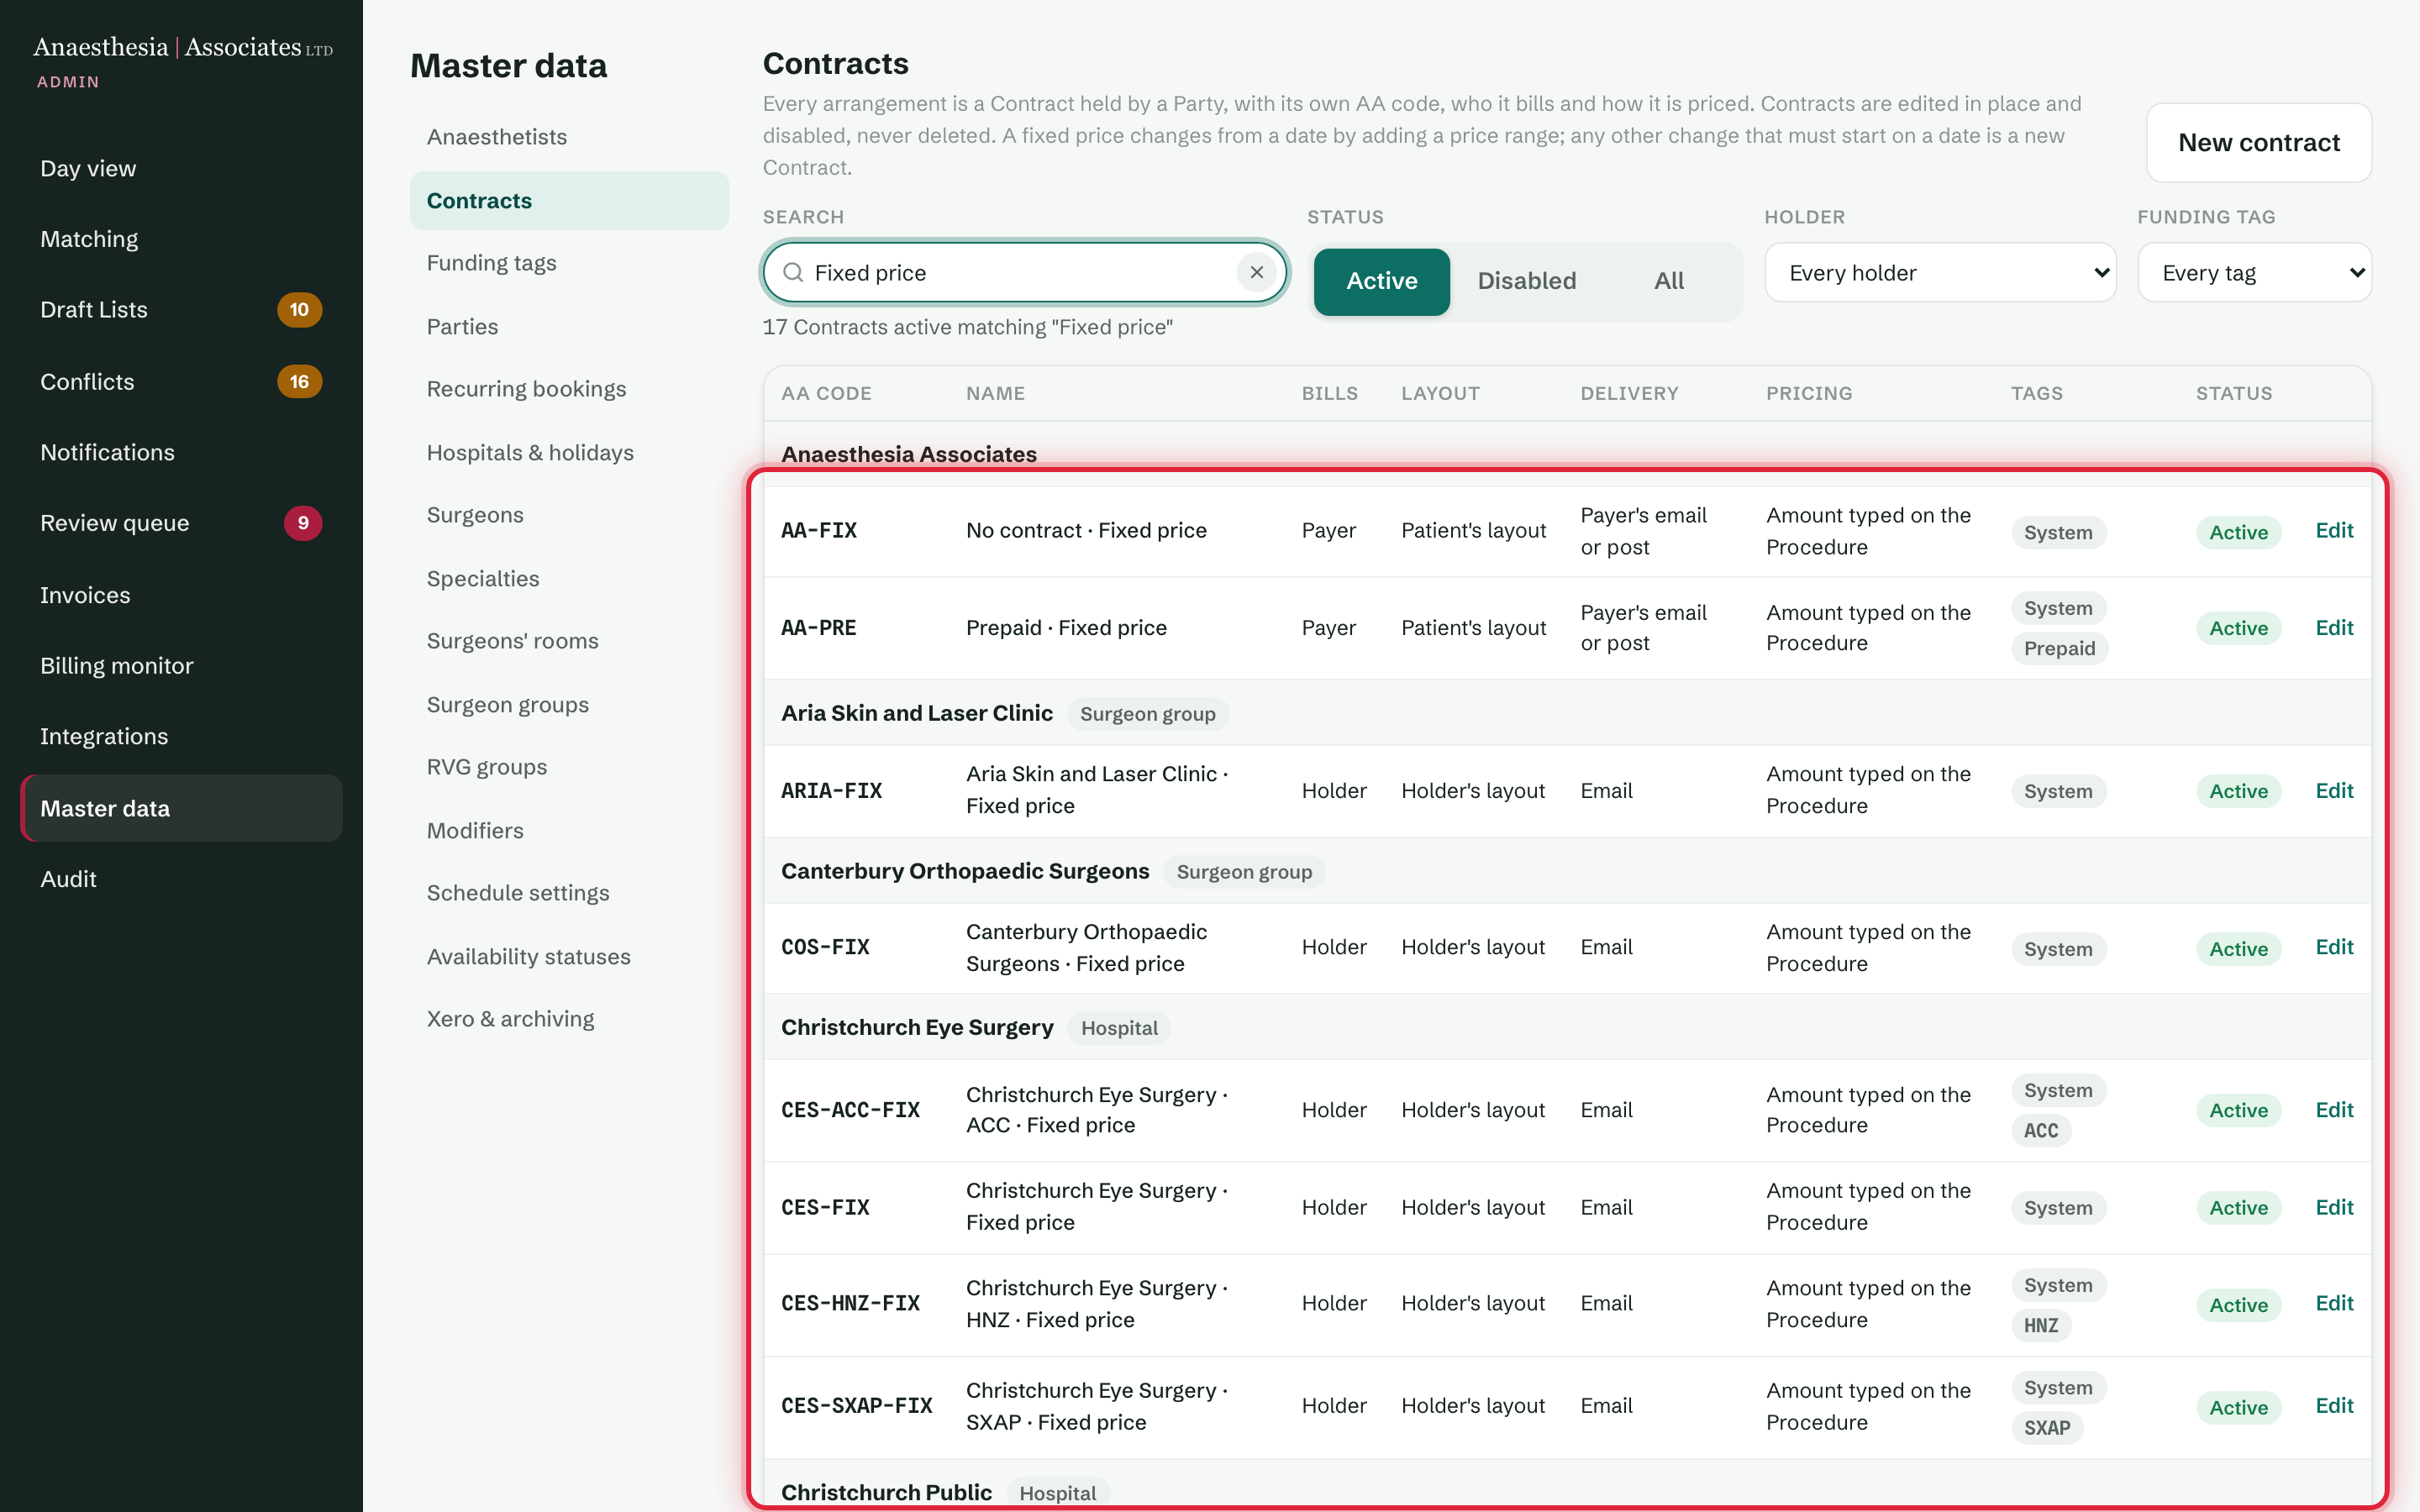 Anaesthesia | Associates LTD
ADMIN
Day view
Matching
Draft Lists 10
Conflicts 16
Notifications
Review queue 9
Invoices
Billing monitor
Integrations
Master data
Audit
Master data
Anaesthetists
Contracts
Funding tags
Parties
Recurring bookings
Hospitals & holidays
Surgeons
Specialties
Surgeons' rooms
Surgeon groups
RVG groups
Modifiers
Schedule settings
Availability statuses
Xero & archiving
Contracts
Every arrangement is a Contract held by a Party, with its own AA code, who it bills and how it is priced. Contracts are edited in place and
disabled, never deleted. A fixed price changes from a date by adding a price range; any other change that must start on a date is a new
Contract.
New contract
SEARCH STATUS HOLDER FUNDING TAG
Fixed price Active Disabled All Every holder Every tag
17 Contracts active matching "Fixed price"
AA CODE NAME BILLS LAYOUT DELIVERY PRICING TAGS STATUS
Anaesthesia Associates
AA-FIX No contract · Fixed price Payer Patient's layout Payer's email Amount typed on the System Active Edit
or post Procedure
AA-PRE Prepaid · Fixed price Payer Patient's layout Payer's email Amount typed on the System Active Edit
or post Procedure Prepaid
Aria Skin and Laser Clinic Surgeon group
ARIA-FIX Aria Skin and Laser Clinic · Holder Holder's layout Email Amount typed on the System Active Edit
Fixed price Procedure
Canterbury Orthopaedic Surgeons Surgeon group
COS-FIX Canterbury Orthopaedic Holder Holder's layout Email Amount typed on the System Active Edit
Surgeons · Fixed price Procedure
Christchurch Eye Surgery Hospital
CES-ACC-FIX Christchurch Eye Surgery · Holder Holder's layout Email Amount typed on the System Active Edit
ACC · Fixed price Procedure ACC
CES-FIX Christchurch Eye Surgery · Holder Holder's layout Email Amount typed on the System Active Edit
Fixed price Procedure
CES-HNZ-FIX Christchurch Eye Surgery · Holder Holder's layout Email Amount typed on the System Active Edit
HNZ · Fixed price Procedure HNZ
CES-SXAP-FIX Christchurch Eye Surgery · Holder Holder's layout Email Amount typed on the System Active Edit
SXAP · Fixed price Procedure SXAP
Christchurch Public Hospital